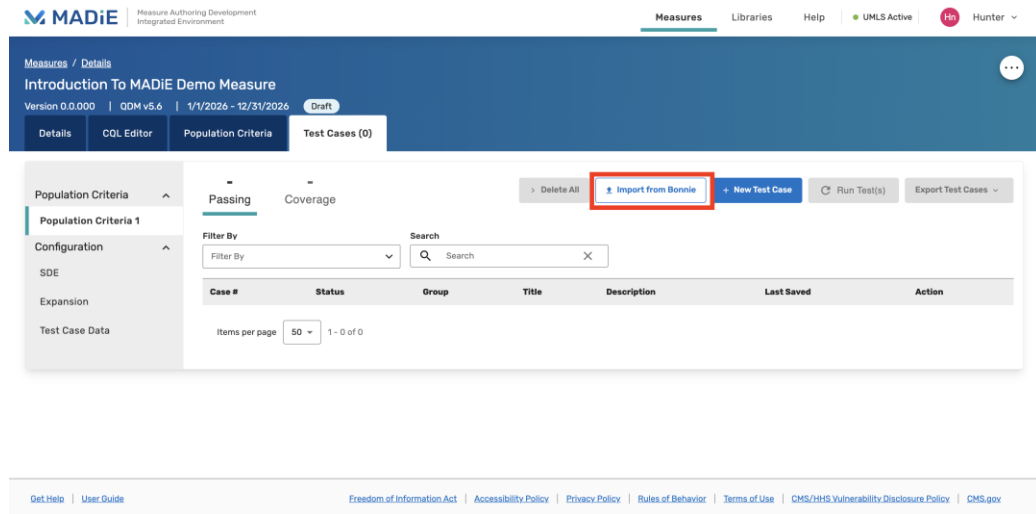 MADiE
Measure Authoring Development
Integrated Environment
Measures Libraries Help UMLS Active Hn Hunter
Measures / Details
Introduction To MADiE Demo Measure
Version 0.0.000 | QDM v5.6 | 1/1/2026 - 12/31/2026 Draft
Details CQL Editor Population Criteria Test Cases (0)
Population Criteria
Population Criteria 1
Configuration
SDE
Expansion
Test Case Data
- -
Passing Coverage
Delete All Import from Bonnie + New Test Case Run Test(s) Export Test Cases
Filter By Search
Filter By Search
Case # Status Group Title Description Last Saved Action
Items per page 50 1 - 0 of 0
Get Help | User Guide Freedom of Information Act | Accessibility Policy | Privacy Policy | Rules of Behavior | Terms of Use | CMS/HHS Vulnerability Disclosure Policy | CMS.gov